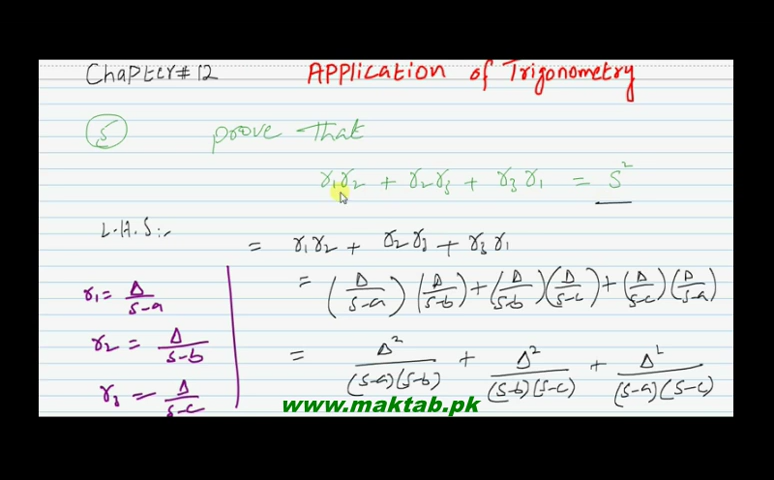 Chapter#12 Application of Trigonometry
5 prove that
r₁r₂ + r₂r₃ + r₃r₁ = s²
L.H.S:-
= r₁r₂ + r₂r₃ + r₃r₁
= (Δ/s-a)(Δ/s-b)+(Δ/s-b)(Δ/s-c)+(Δ/s-c)(Δ/s-a)
r₁= Δ/s-a
r₂ = Δ/s-b
= Δ²/(s-a)(s-b) + Δ²/(s-b)(s-c) + Δ²/(s-a)(s-c)
r₃ = Δ/s-c
www.maktab.pk